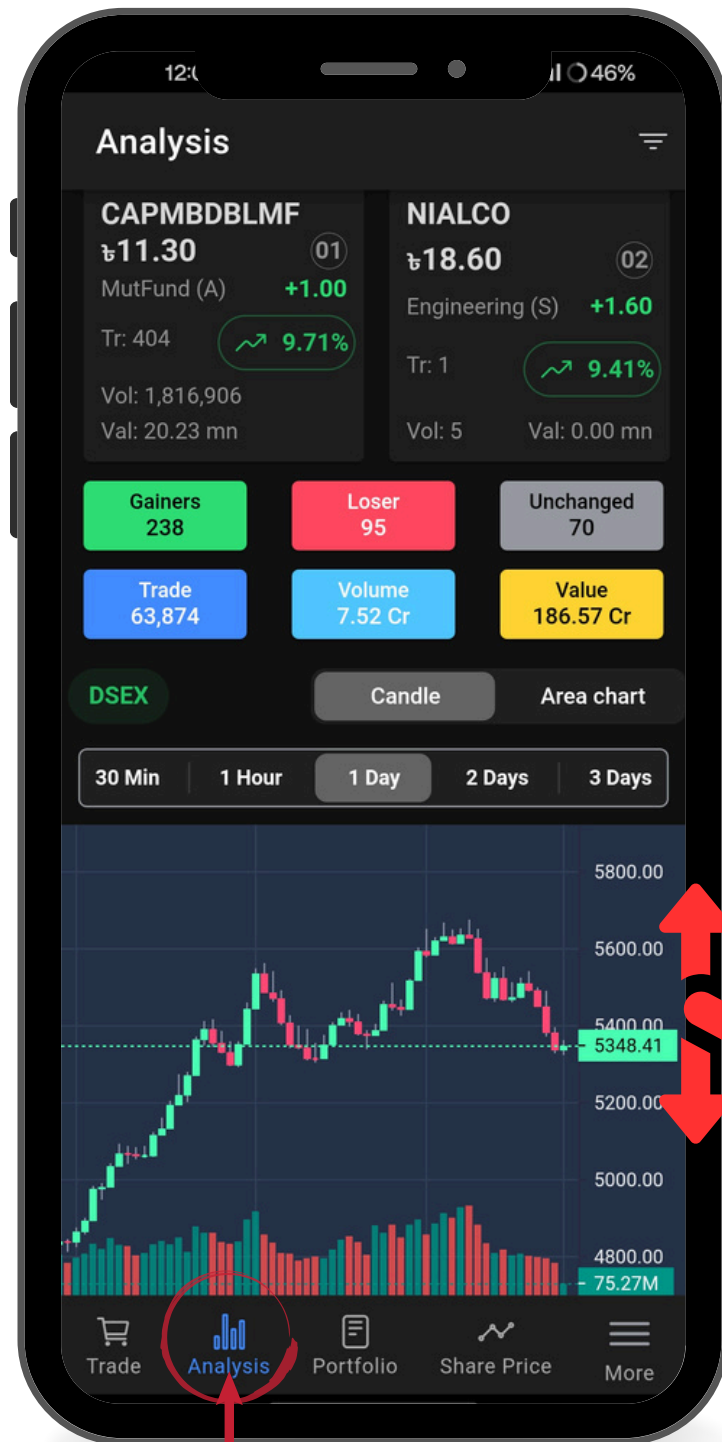 46%
Analysis
CAPMBDBLMF
৳11.30 01
MutFund (A) +1.00
Tr: 404 9.71%
Vol: 1,816,906
Val: 20.23 mn
NIALCO
৳18.60 02
Engineering (S) +1.60
Tr: 1 9.41%
Vol: 5 Val: 0.00 mn
Gainers
238
Loser
95
Unchanged
70
Trade
63,874
Volume
7.52 Cr
Value
186.57 Cr
DSEX Candle Area chart
30 Min 1 Hour 1 Day 2 Days 3 Days
5800.00
5600.00
5400.00
5348.41
5200.00
5000.00
4800.00
75.27M
Trade Analysis Portfolio Share Price More